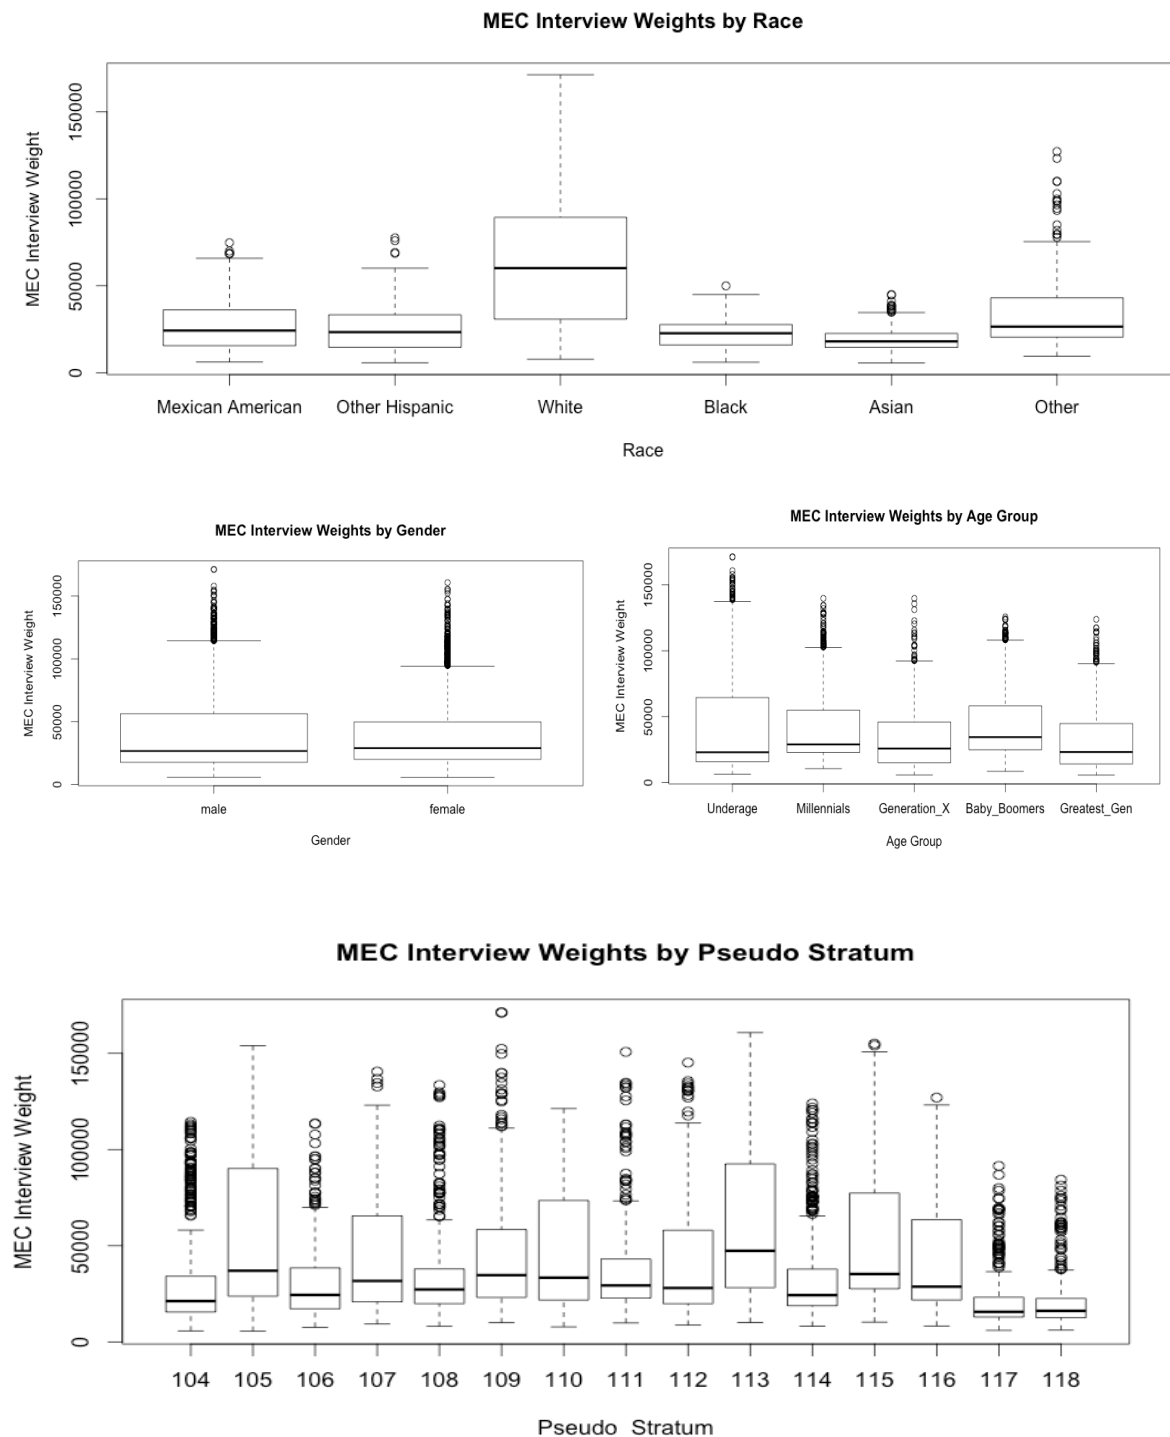 MEC Interview Weights by Race
MEC Interview Weight
150000
100000
50000
0
Mexican American Other Hispanic White Black Asian Other
Race
MEC Interview Weights by Gender
MEC Interview Weight
150000
100000
50000
0
male female
Gender
MEC Interview Weights by Age Group
MEC Interview Weight
150000
100000
50000
0
Underage Millennials Generation_X Baby_Boomers Greatest_Gen
Age Group
MEC Interview Weights by Pseudo Stratum
MEC Interview Weight
150000
100000
50000
0
104 105 106 107 108 109 110 111 112 113 114 115 116 117 118
Pseudo Stratum